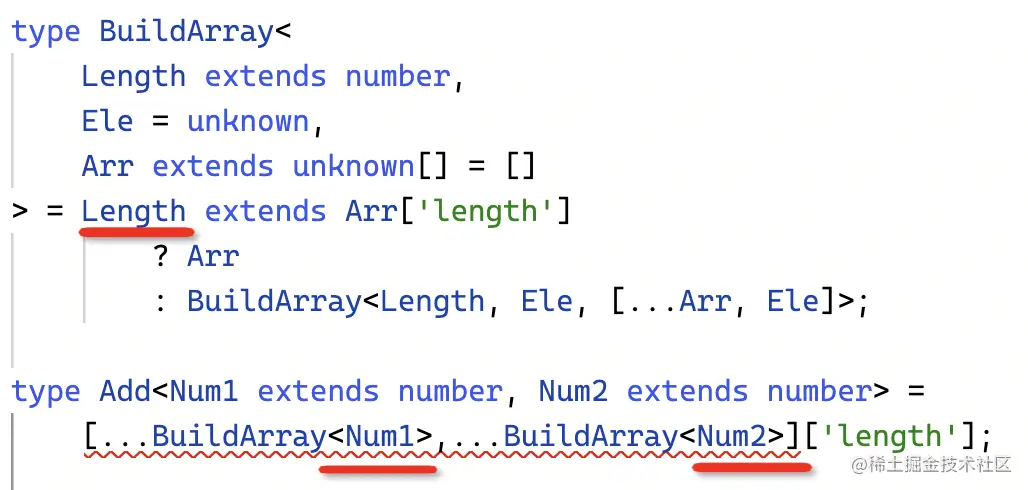 type BuildArray<
    Length extends number,
    Ele = unknown,
    Arr extends unknown[] = []
> = Length extends Arr['length']
        ? Arr
        : BuildArray<Length, Ele, [...Arr, Ele]>;
type Add<Num1 extends number, Num2 extends number> =
    [...BuildArray<Num1>,...BuildArray<Num2>]['length'];
@稀土掘金技术社区